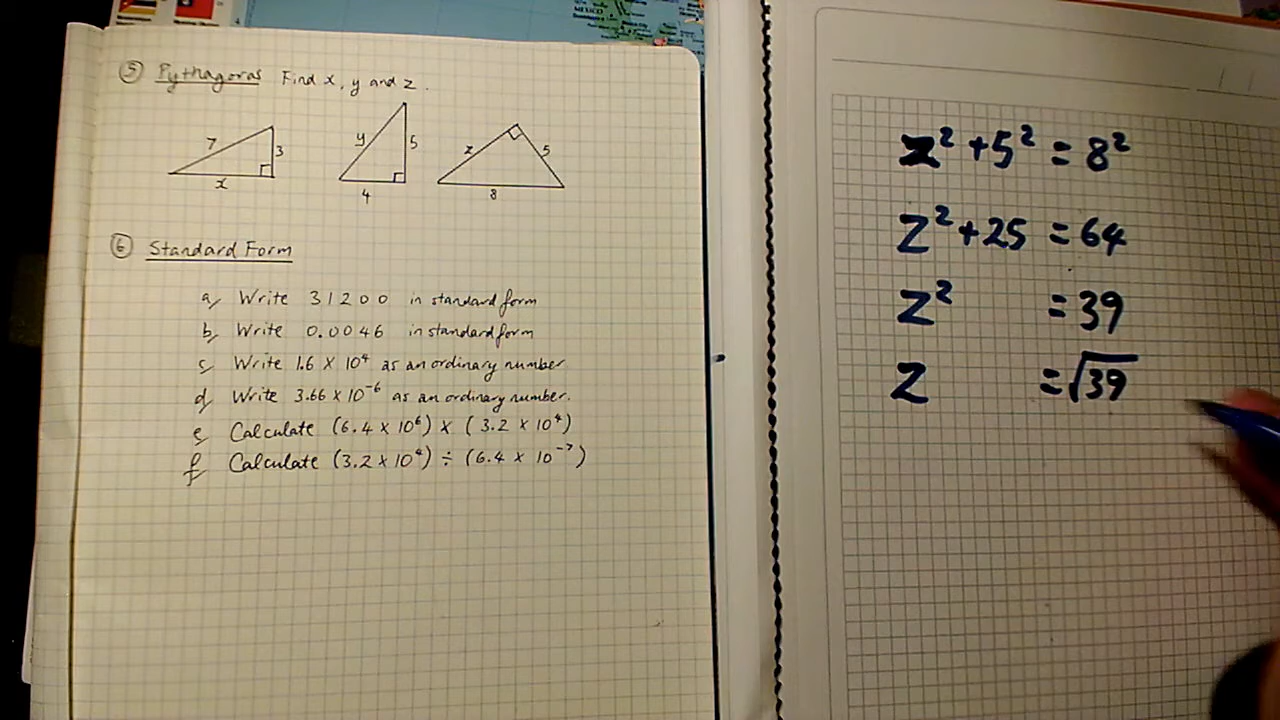 ⑤ Pythagoras Find x, y and z.
7 3 x
y 5 4
z 5 8
⑥ Standard Form
a, Write 31200 in standard form
b, Write 0.0046 in standard form
c, Write 1.6 × 10⁴ as an ordinary number
d, Write 3.66 × 10⁻⁶ as an ordinary number.
e, Calculate (6.4 × 10⁶) × (3.2 × 10⁴)
f, Calculate (3.2 × 10⁴) ÷ (6.4 × 10⁻⁷)
z² + 5² = 8²
z² + 25 = 64
z² = 39
z = √39
MEXICO